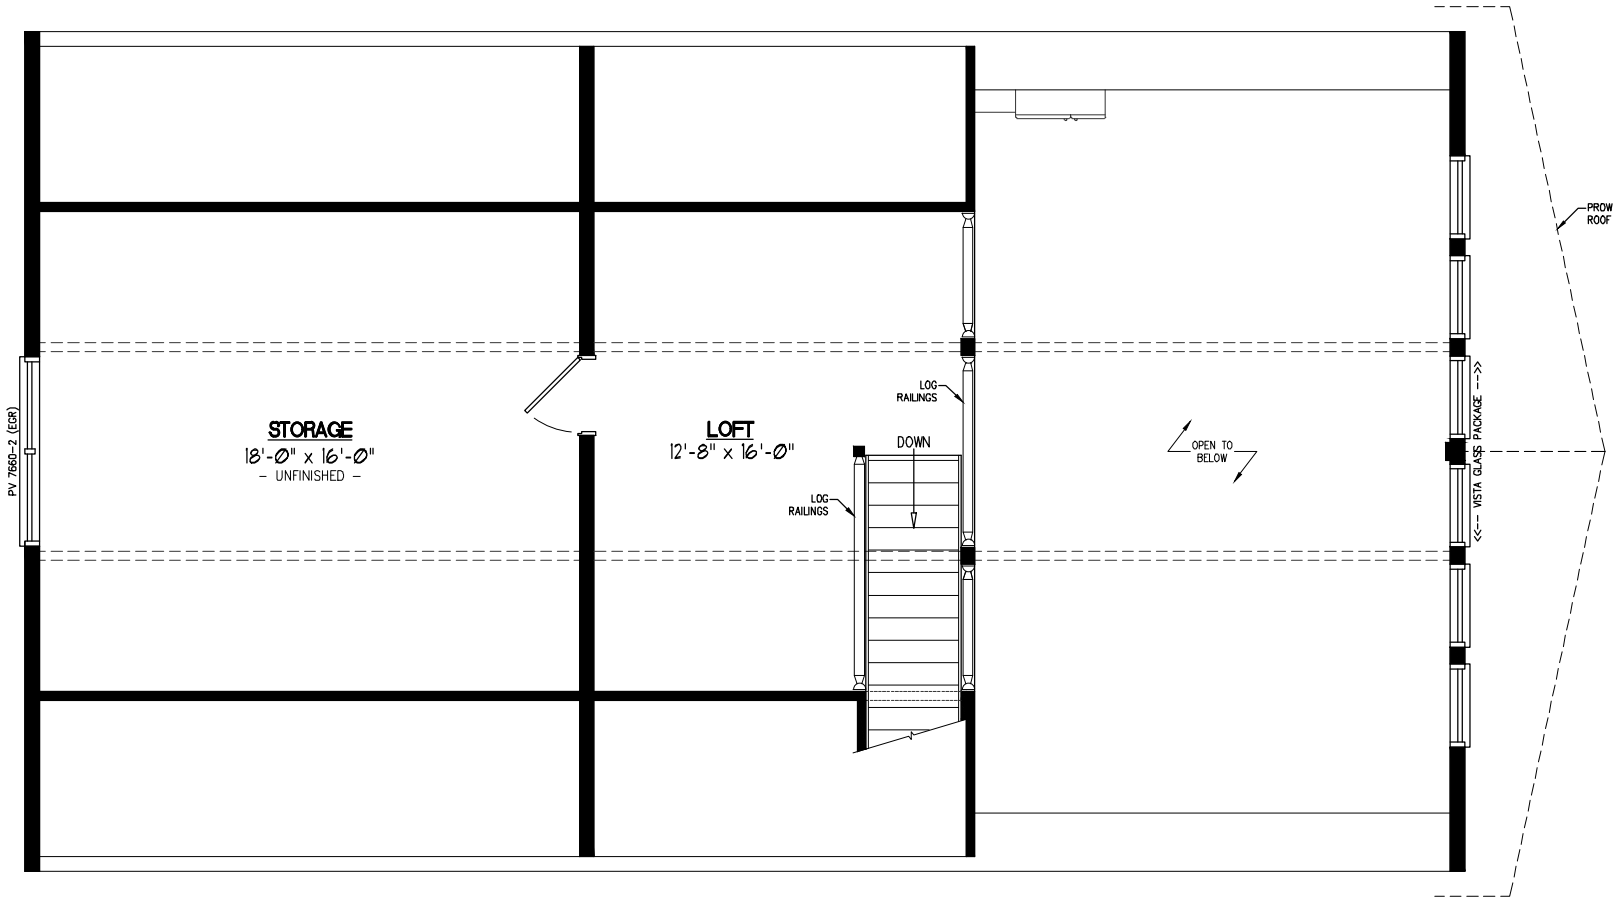 PROW
ROOF
LOG
RAILINGS
STORAGE
18'-0" x 16'-0"
- UNFINISHED -
LOFT
12'-8" x 16'-0"
DOWN
OPEN TO
BELOW
LOG
RAILINGS
PV 7660-2 (EGR)
<<-- VISTA GLASS PACKAGE -->>